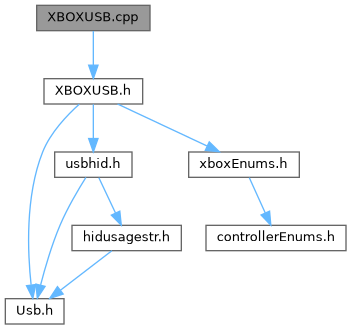 XBOXUSB.cpp
XBOXUSB.h
usbhid.h
xboxEnums.h
hidusagestr.h
controllerEnums.h
Usb.h